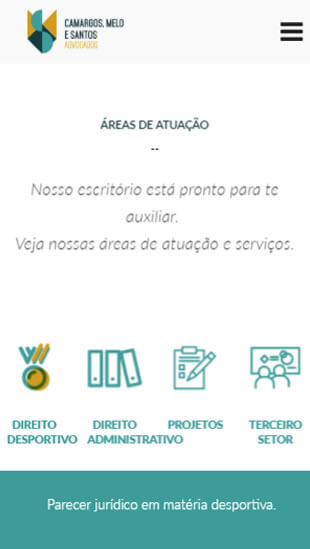 CAMARGOS, MELO
E SANTOS
ADVOGADOS
ÁREAS DE ATUAÇÃO
--
Nosso escritório está pronto para te
auxiliar.
Veja nossas áreas de atuação e serviços.
DIREITO
DESPORTIVO
DIREITO
ADMINISTRATIVO
PROJETOS
TERCEIRO
SETOR
Parecer jurídico em matéria desportiva.